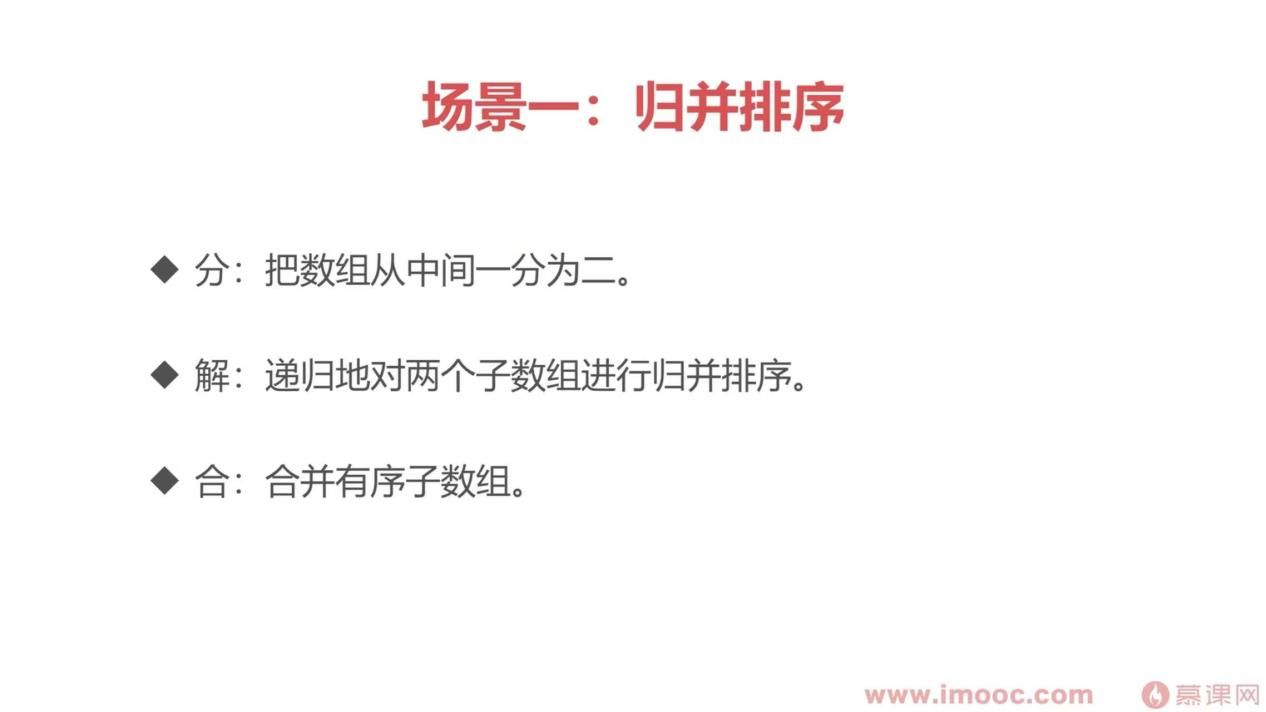 场景一：归并排序
◆ 分：把数组从中间一分为二。
◆ 解：递归地对两个子数组进行归并排序。
◆ 合：合并有序子数组。
www.imooc.com 慕课网